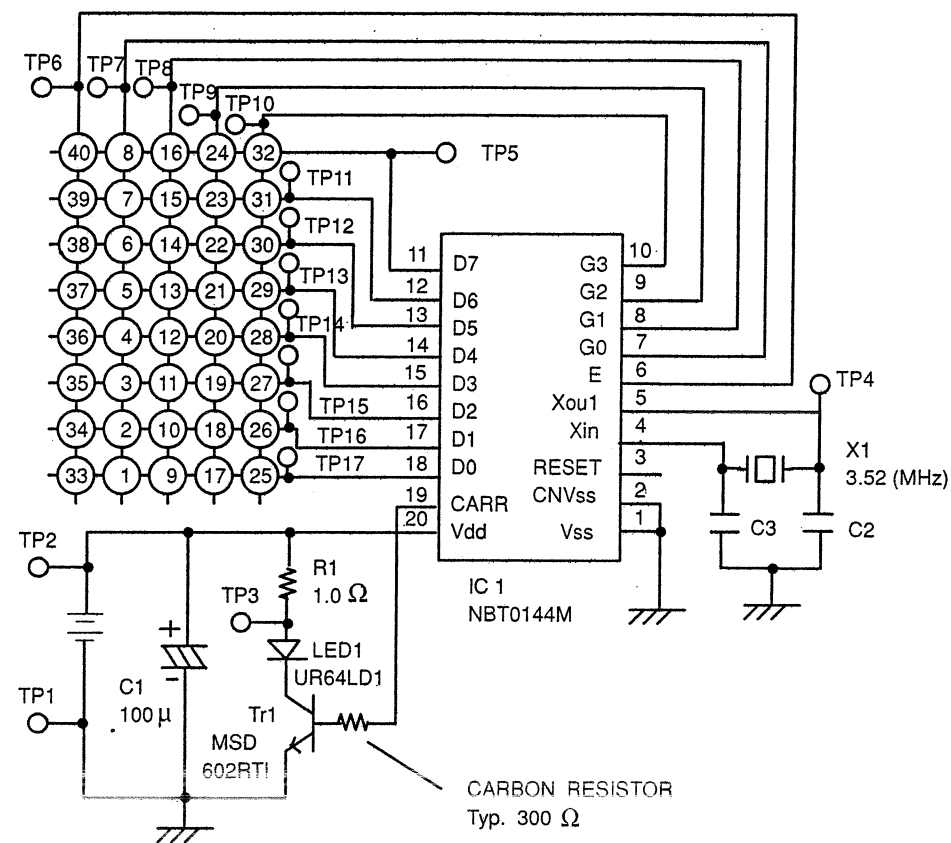 TP6
TP7
TP8
TP9
TP10
40 8 16 24 32
TP5
TP11
39 7 15 23 31
TP12
38 6 14 22 30
TP13
37 5 13 21 29
TP14
36 4 12 20 28
35 3 11 19 27
TP15
34 2 10 18 26
TP16
33 1 9 17 25
TP17
11 D7 G3 10
12 D6 G2 9
13 D5 G1 8
14 D4 G0 7
15 D3 E 6
16 D2 Xou1 5
17 D1 Xin 4
18 D0 RESET 3
19 CARR CNVss 2
20 Vdd Vss 1
TP4
X1
3.52 (MHz)
C3
C2
IC 1
NBT0144M
TP2
TP1
+
-
C1
100 µ
R1
1.0 Ω
TP3
LED1
UR64LD1
Tr1
MSD
602RTI
CARBON RESISTOR
Typ. 300 Ω